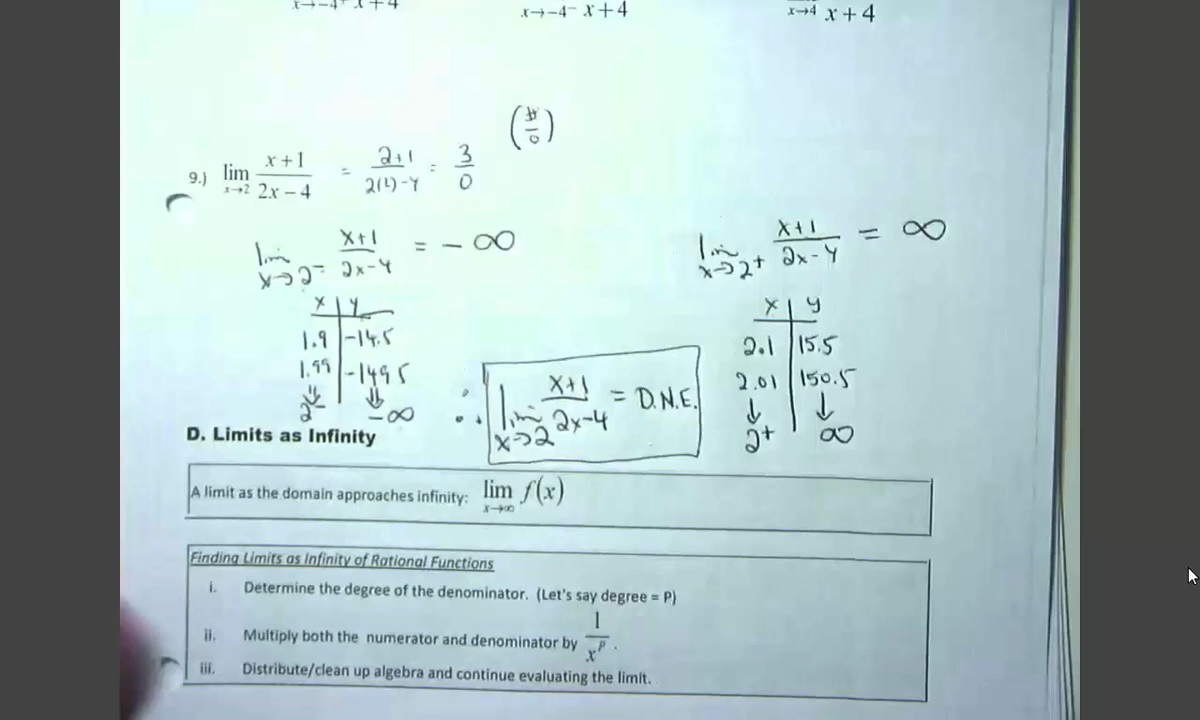 x→-4⁺ x+4    x→-4⁻ x+4    x→4 x+4
(#/0)
9.) lim x→2 (x+1)/(2x-4) = (2+1)/(2(2)-4) = 3/0
lim x→2⁻ (x+1)/(2x-4) = -∞    lim x→2⁺ (x+1)/(2x-4) = ∞
x | y    x | y
1.9 | -14.5    2.1 | 15.5
1.99 | -149.5    2.01 | 150.5
⇓ ⇓    ↓ ↓
2⁻ -∞    2⁺ ∞
∴ lim x→2 (x+1)/(2x-4) = D.N.E.
D. Limits as Infinity
A limit as the domain approaches infinity: lim x→∞ f(x)
Finding Limits as Infinity of Rational Functions
i. Determine the degree of the denominator. (Let's say degree = P)
ii. Multiply both the numerator and denominator by 1/x^p .
iii. Distribute/clean up algebra and continue evaluating the limit.